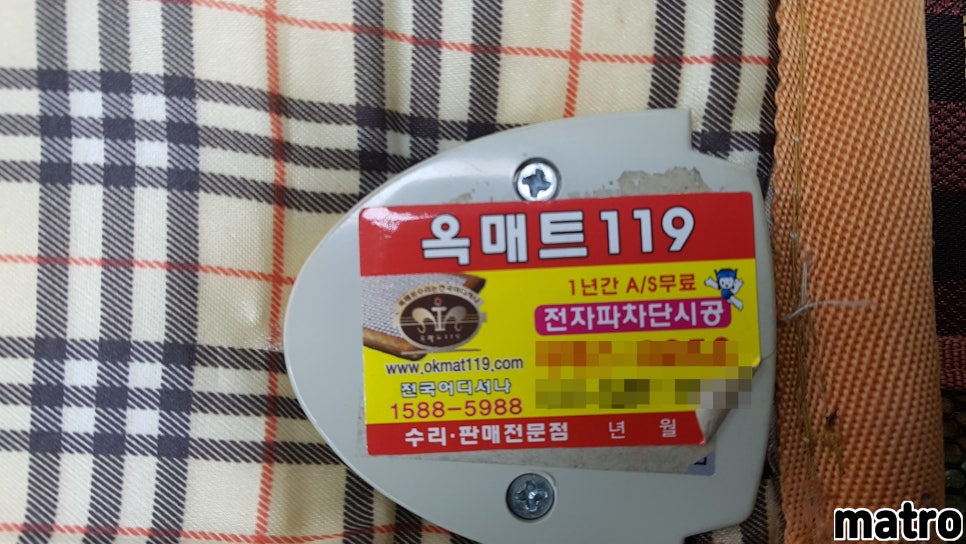 옥매트119
1년간 A/S무료
전자파차단시공
www.okmat119.com
전국어디서나
1588-5988
수리·판매전문점 년 월
matro